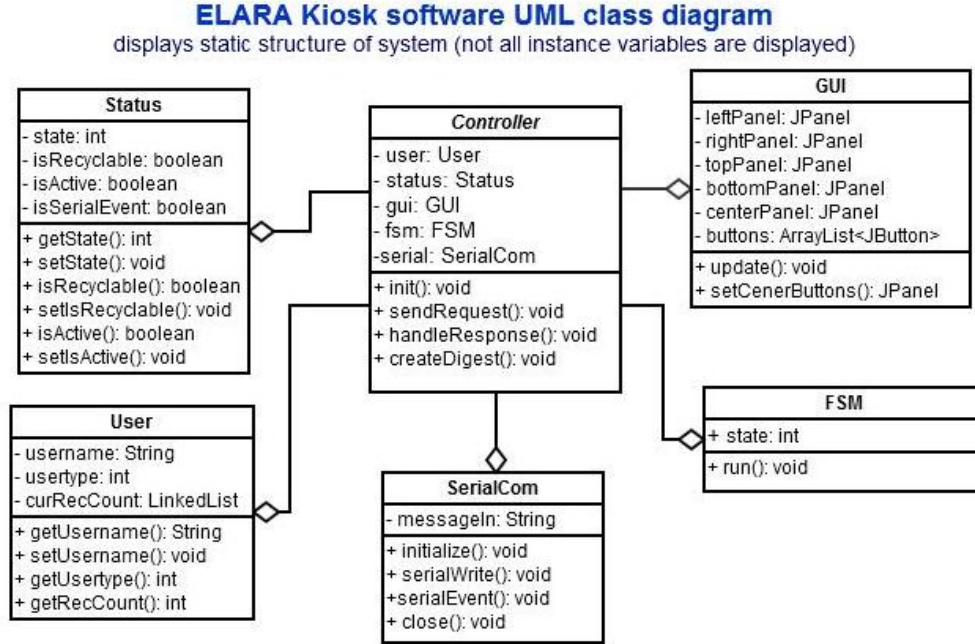 ELARA Kiosk software UML class diagram
displays static structure of system (not all instance variables are displayed)
Status
- state: int
- isRecyclable: boolean
- isActive: boolean
- isSerialEvent: boolean
+ getState(): int
+ setState(): void
+ isRecyclable(): boolean
+ setIsRecyclable(): void
+ isActive(): boolean
+ setIsActive(): void
Controller
- user: User
- status: Status
- gui: GUI
- fsm: FSM
-serial: SerialCom
+ init(): void
+ sendRequest(): void
+ handleResponse(): void
+ createDigest(): void
GUI
- leftPanel: JPanel
- rightPanel: JPanel
- topPanel: JPanel
- bottomPanel: JPanel
- centerPanel: JPanel
- buttons: ArrayList<JButton>
+ update(): void
+ setCenerButtons(): JPanel
User
- username: String
- usertype: int
- curRecCount: LinkedList
+ getUsername(): String
+ setUsername(): void
+ getUsertype(): int
+ getRecCount(): int
SerialCom
- messageIn: String
+ initialize(): void
+ serialWrite(): void
+serialEvent(): void
+ close(): void
FSM
+ state: int
+ run(): void